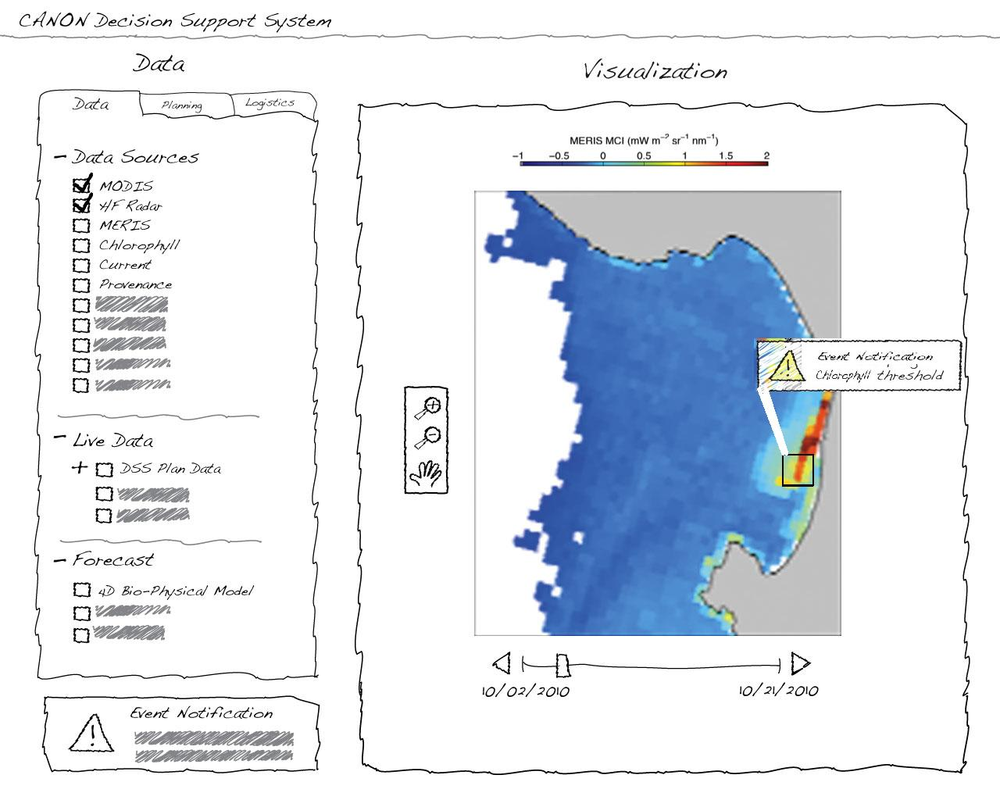 CANON Decision Support System
Data
Data
Planning
Logistics
– Data Sources
MODIS
HF Radar
MERIS
Chlorophyll
Current
Provenance
– Live Data
+ DSS Plan Data
– Forecast
4D Bio-Physical Model
Event Notification
Visualization
MERIS MCI (mW m⁻² sr⁻¹ nm⁻¹)
−1 −0.5 0 0.5 1 1.5 2
Event Notification
Chlorophyll threshold
10/02/2010
10/21/2010